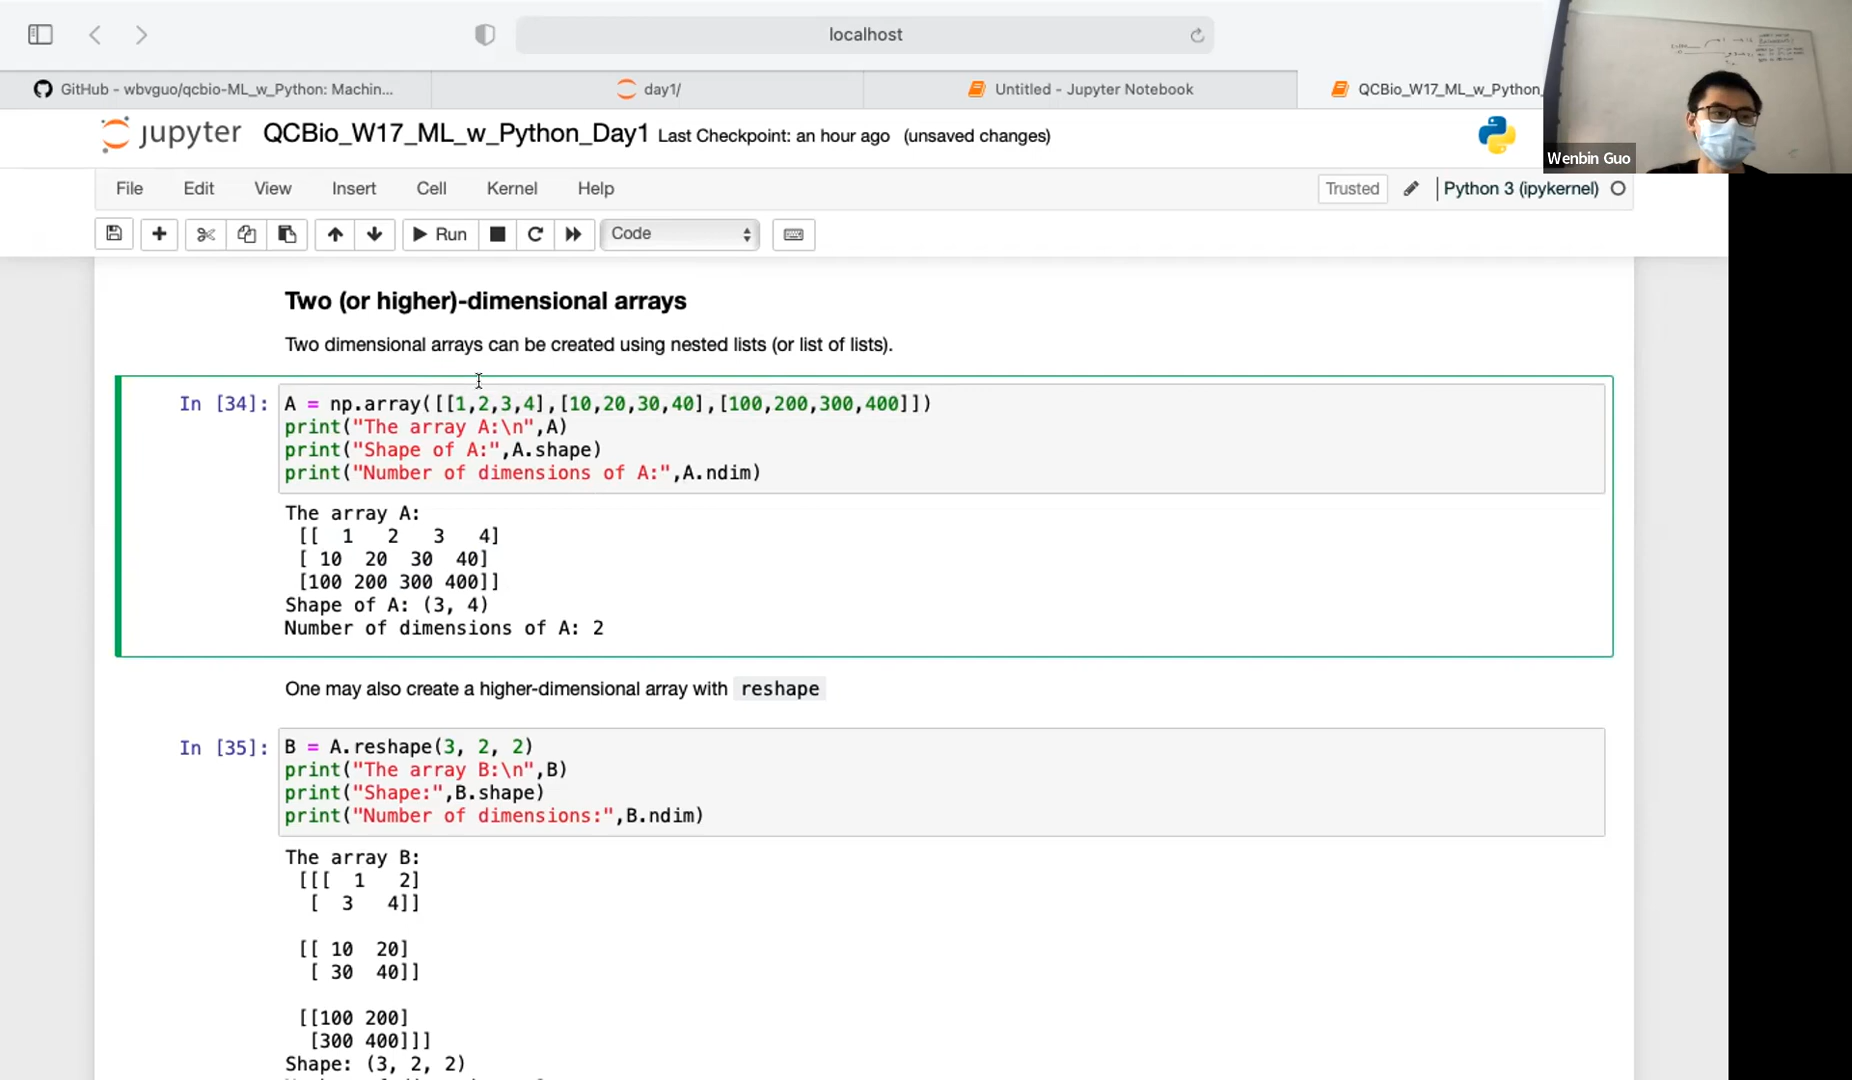 localhost
GitHub - wbvguo/qcbio-ML_w_Python: Machin...
day1/
Untitled - Jupyter Notebook
QCBio_W17_ML_w_Python_
jupyter QCBio_W17_ML_w_Python_Day1 Last Checkpoint: an hour ago (unsaved changes)
Wenbin Guo
File Edit View Insert Cell Kernel Help Trusted Python 3 (ipykernel)
Run Code
Two (or higher)-dimensional arrays
Two dimensional arrays can be created using nested lists (or list of lists).
In [34]: A = np.array([[1,2,3,4],[10,20,30,40],[100,200,300,400]])
print("The array A:\n",A)
print("Shape of A:",A.shape)
print("Number of dimensions of A:",A.ndim)
The array A:
[[ 1 2 3 4]
[ 10 20 30 40]
[100 200 300 400]]
Shape of A: (3, 4)
Number of dimensions of A: 2
One may also create a higher-dimensional array with reshape
In [35]: B = A.reshape(3, 2, 2)
print("The array B:\n",B)
print("Shape:",B.shape)
print("Number of dimensions:",B.ndim)
The array B:
[[[ 1 2]
[ 3 4]]
[[ 10 20]
[ 30 40]]
[[100 200]
[300 400]]]
Shape: (3, 2, 2)